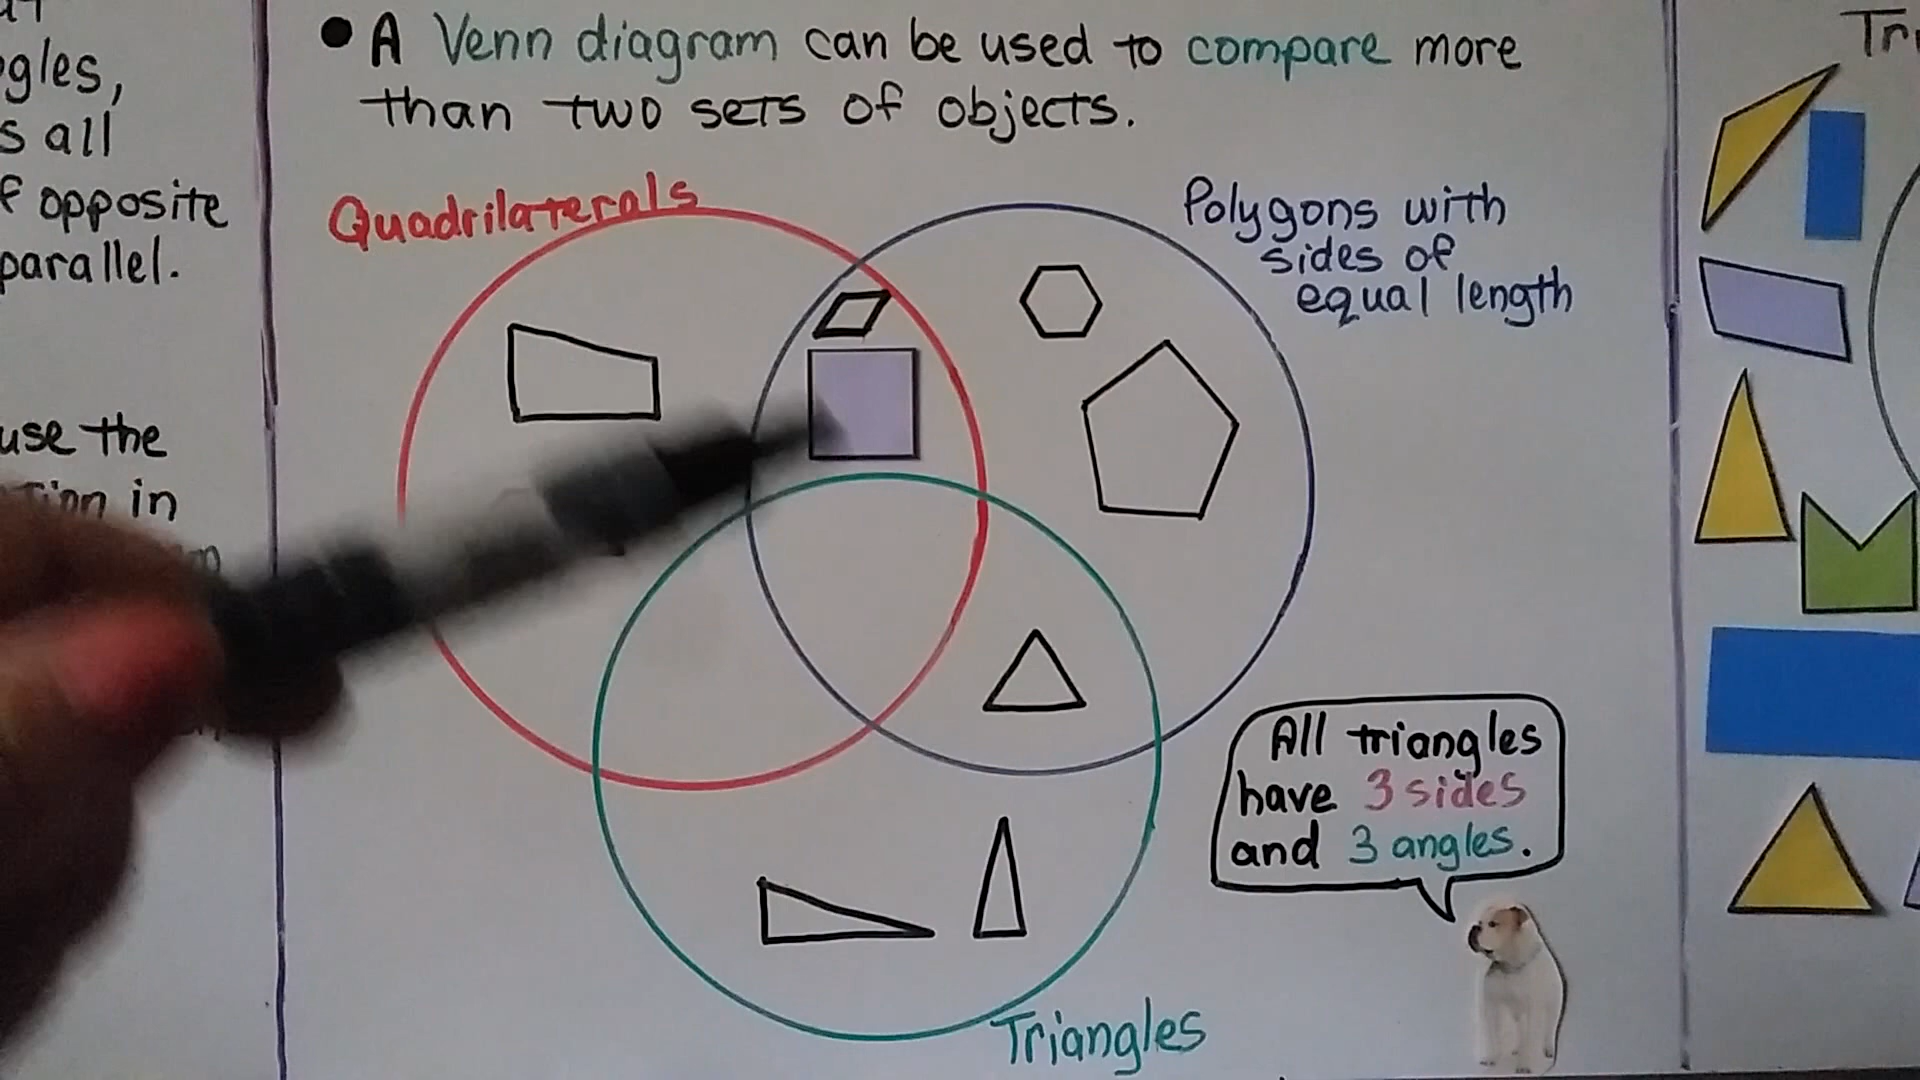 gles,
s all
f opposite
parallel.
use the
in
● A Venn diagram can be used to compare more
than two sets of objects.
Quadrilaterals
Polygons with
sides of
equal length
Triangles
All triangles
have 3 sides
and 3 angles.
Tri